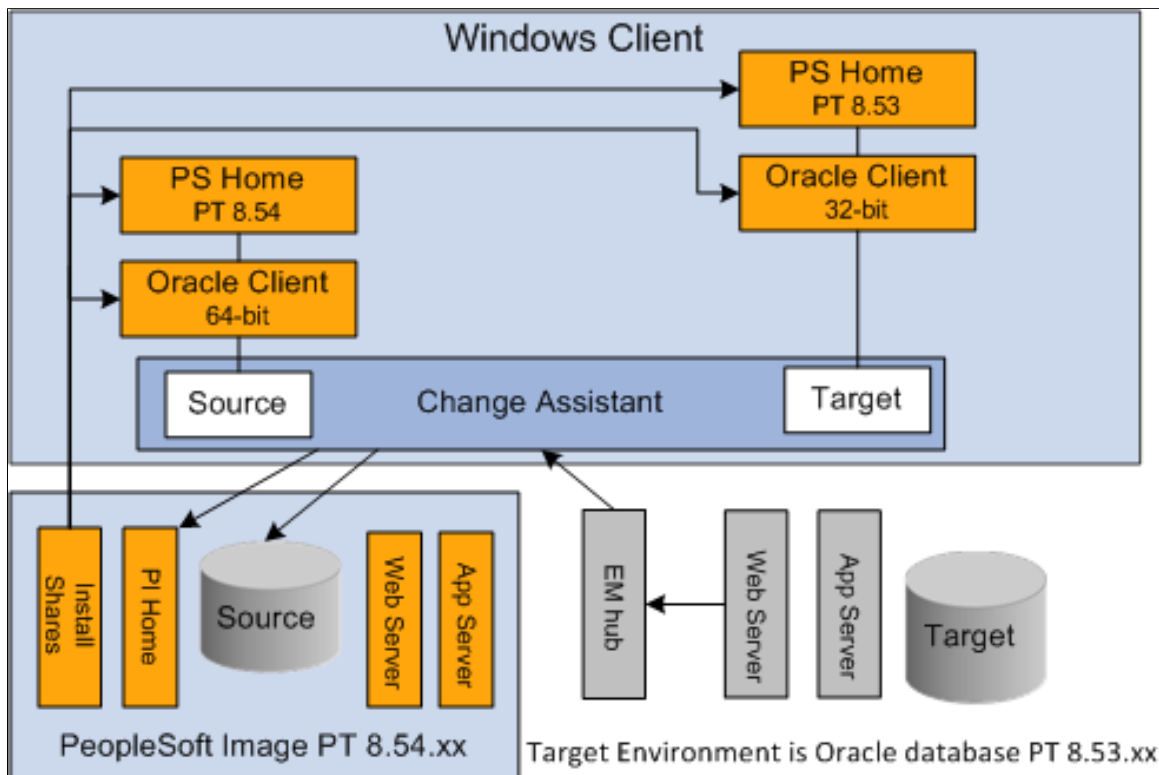 Windows Client
PS Home
PT 8.53
PS Home
PT 8.54
Oracle Client
32-bit
Oracle Client
64-bit
Source
Change Assistant
Target
Install
Shares
PI Home
Source
Web Server
App Server
EM hub
Web Server
App Server
Target
PeopleSoft Image PT 8.54.xx
Target Environment is Oracle database PT 8.53.xx